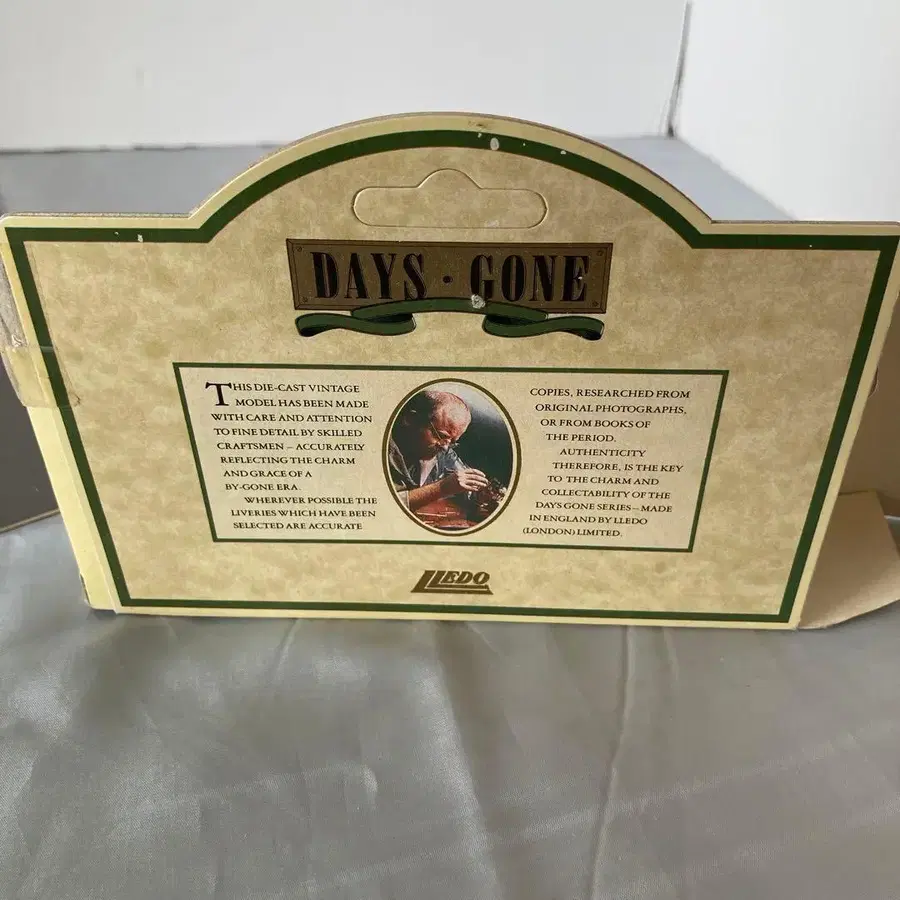 DAYS · GONE
THIS DIE-CAST VINTAGE
MODEL HAS BEEN MADE
WITH CARE AND ATTENTION
TO FINE DETAIL BY SKILLED
CRAFTSMEN – ACCURATELY
REFLECTING THE CHARM
AND GRACE OF A
BY-GONE ERA.
WHEREVER POSSIBLE THE
LIVERIES WHICH HAVE BEEN
SELECTED ARE ACCURATE
COPIES, RESEARCHED FROM
ORIGINAL PHOTOGRAPHS,
OR FROM BOOKS OF
THE PERIOD.
AUTHENTICITY
THEREFORE, IS THE KEY
TO THE CHARM AND
COLLECTABILITY OF THE
DAYS GONE SERIES – MADE
IN ENGLAND BY LLEDO
(LONDON) LIMITED.
LLEDO